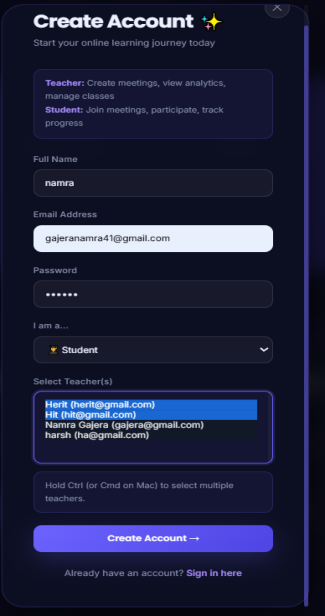 Create Account ✨
Start your online learning journey today
Teacher: Create meetings, view analytics,
manage classes
Student: Join meetings, participate, track
progress
Full Name
namra
Email Address
gajeranamra41@gmail.com
Password
••••••
I am a...
Student
Select Teacher(s)
Herit (herit@gmail.com)
Hit (hit@gmail.com)
Namra Gajera (gajera@gmail.com)
harsh (ha@gmail.com)
Hold Ctrl (or Cmd on Mac) to select multiple
teachers.
Create Account →
Already have an account? Sign in here